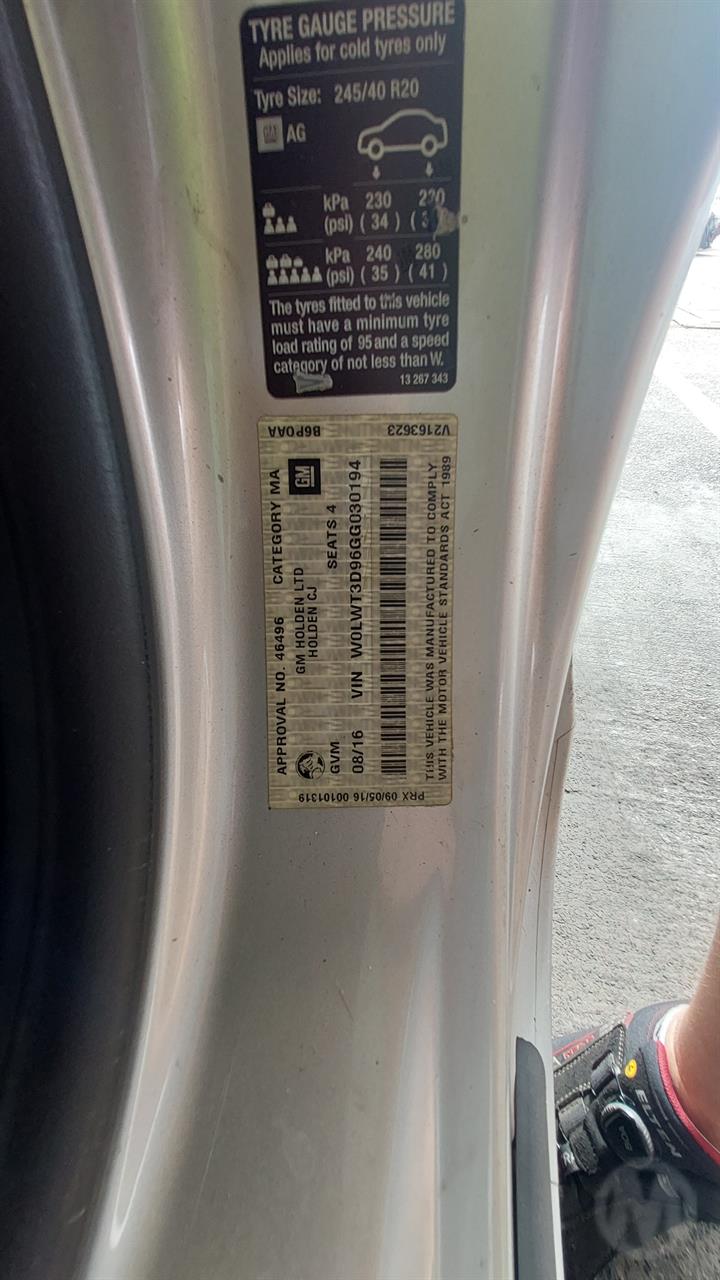 TYRE GAUGE PRESSURE
Applies for cold tyres only
Tyre Size: 245/40 R20
GM AG
kPa 230
(psi) (34)
kPa 240 280
(psi) (35) (41)
The tyres fitted to this vehicle
must have a minimum tyre
load rating of 95 and a speed
category of not less than W.
13 267 343
B6P0AA
V2163623
APPROVAL NO. 46496 CATEGORY MA
GM HOLDEN LTD
HOLDEN CJ
GM
GVM SEATS 4
08/16 VIN W0LWT3D96GG030194
THIS VEHICLE WAS MANUFACTURED TO COMPLY
WITH THE MOTOR VEHICLE STANDARDS ACT 1989
PRX 09/05/16 00101319
ELTEN